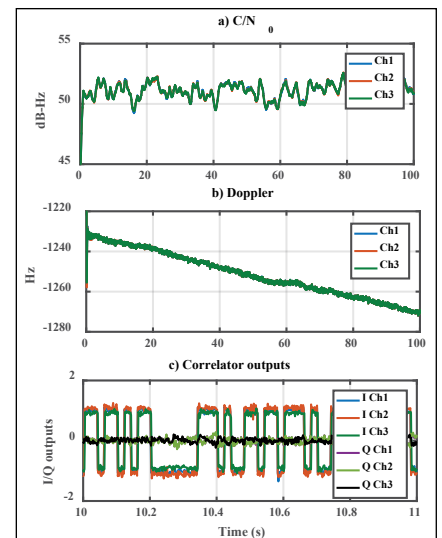 a) C/N
0
55
50
45
dB-Hz
Ch1
Ch2
Ch3
0 20 40 60 80 100
b) Doppler
-1220
-1240
-1260
-1280
Hz
Ch1
Ch2
Ch3
0 20 40 60 80 100
c) Correlator outputs
2
0
-2
I/Q outputs
I Ch1
I Ch2
I Ch3
Q Ch1
Q Ch2
Q Ch3
10 10.2 10.4 10.6 10.8 11
Time (s)